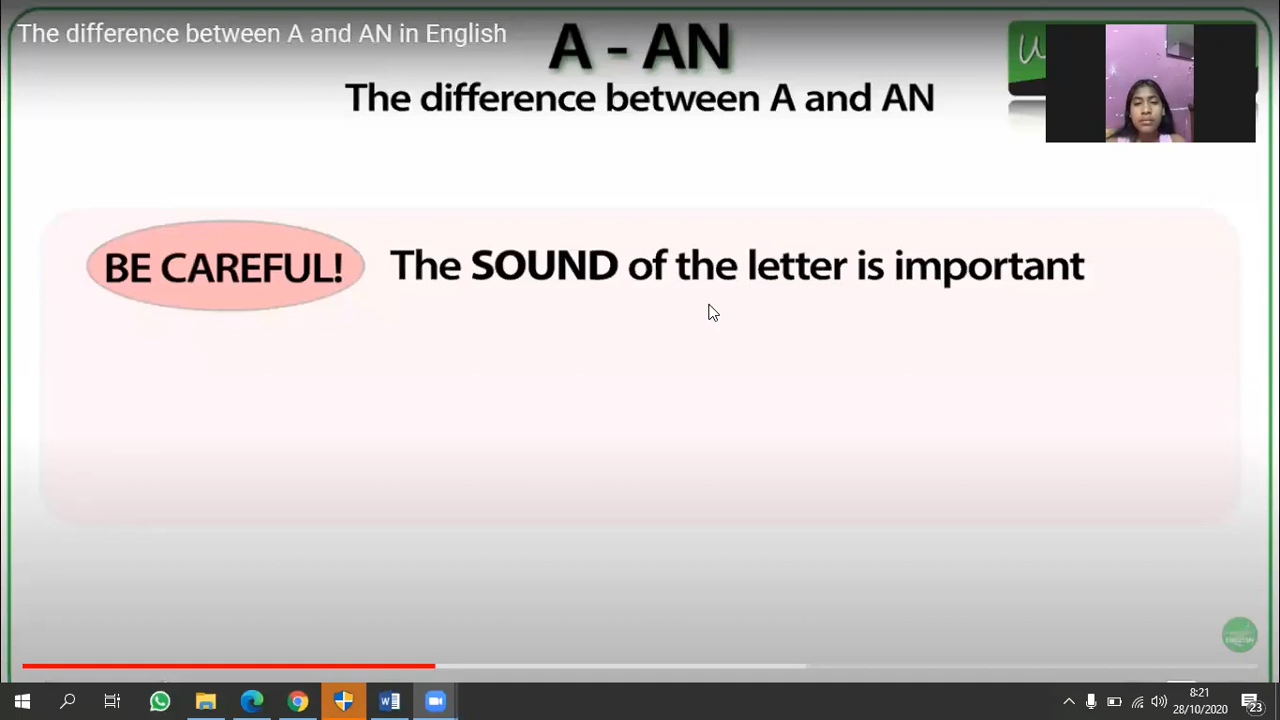 The difference between A and AN in English
A - AN
The difference between A and AN
W
BE CAREFUL! The SOUND of the letter is important
8:21
28/10/2020
23